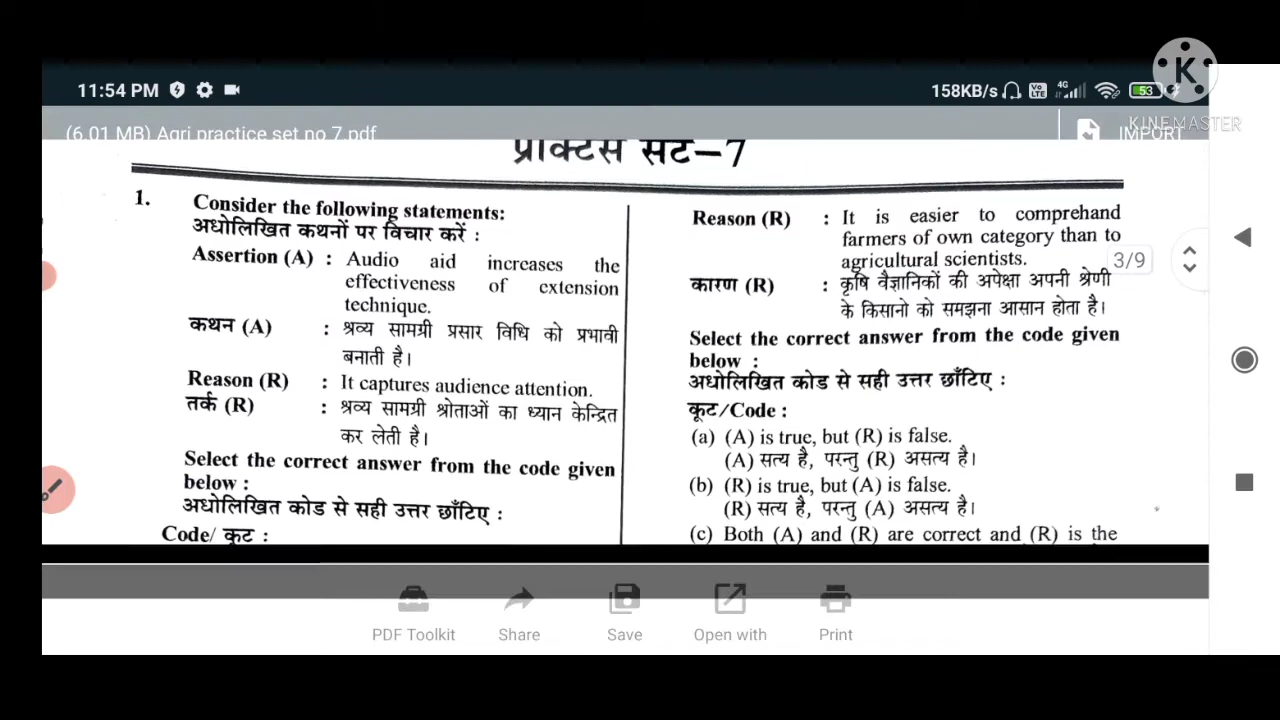 11:54 PM
158KB/s
4G
Vo
LTE
53
K
KINEMASTER
(6.01 MB) Agri practice set no 7.pdf
IMPORT
प्रैक्टिस सेट–7
1.
Consider the following statements:
अधोलिखित कथनों पर विचार करें :
Assertion (A) : Audio aid increases the
effectiveness of extension
technique.
कथन (A) : श्रव्य सामग्री प्रसार विधि को प्रभावी
बनाती है।
Reason (R) : It captures audience attention.
तर्क (R) : श्रव्य सामग्री श्रोताओं का ध्यान केन्द्रित
कर लेती है।
Select the correct answer from the code given
below :
अधोलिखित कोड से सही उत्तर छाँटिए :
Code/ कूट :
Reason (R) : It is easier to comprehand
farmers of own category than to
agricultural scientists.
3/9
कारण (R) : कृषि वैज्ञानिकों की अपेक्षा अपनी श्रेणी
के किसानो को समझना आसान होता है।
Select the correct answer from the code given
below :
अधोलिखित कोड से सही उत्तर छाँटिए :
कूट/Code :
(a) (A) is true, but (R) is false.
(A) सत्य है, परन्तु (R) असत्य है।
(b) (R) is true, but (A) is false.
(R) सत्य है, परन्तु (A) असत्य है।
(c) Both (A) and (R) are correct and (R) is the
PDF Toolkit
Share
Save
Open with
Print